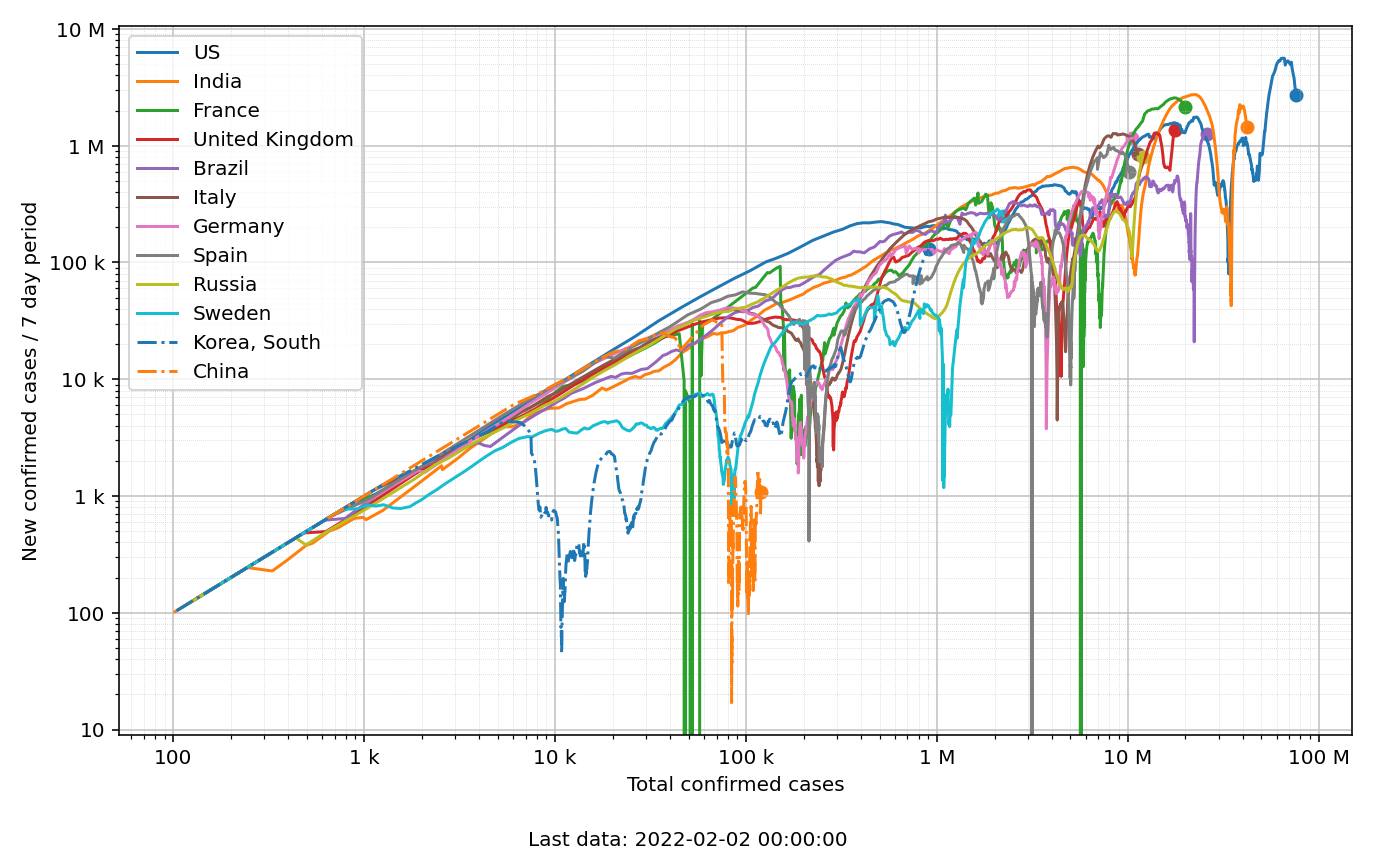 10 M
1 M
100 k
10 k
1 k
100
10
New confirmed cases / 7 day period
US
India
France
United Kingdom
Brazil
Italy
Germany
Spain
Russia
Sweden
Korea, South
China
100
1 k
10 k
100 k
1 M
10 M
100 M
Total confirmed cases
Last data: 2022-02-02 00:00:00